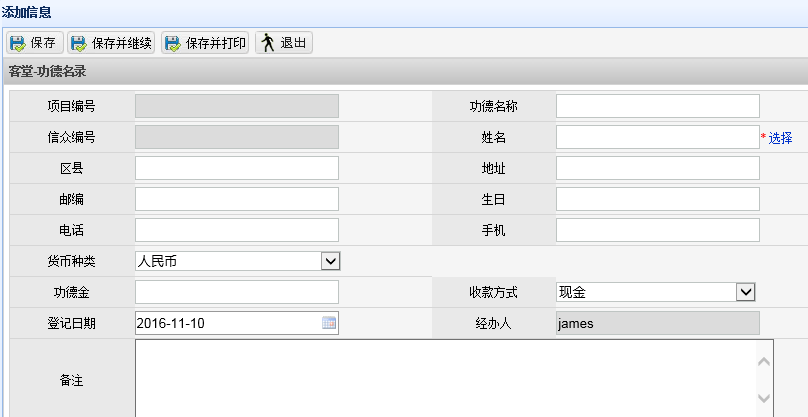 添加信息
保存 保存并继续 保存并打印 退出
客堂-功德名录
项目编号 功德名称
信众编号 姓名 *选择
区县 地址
邮编 生日
电话 手机
货币种类 人民币
功德金 收款方式 现金
登记日期 2016-11-10 经办人 james
备注